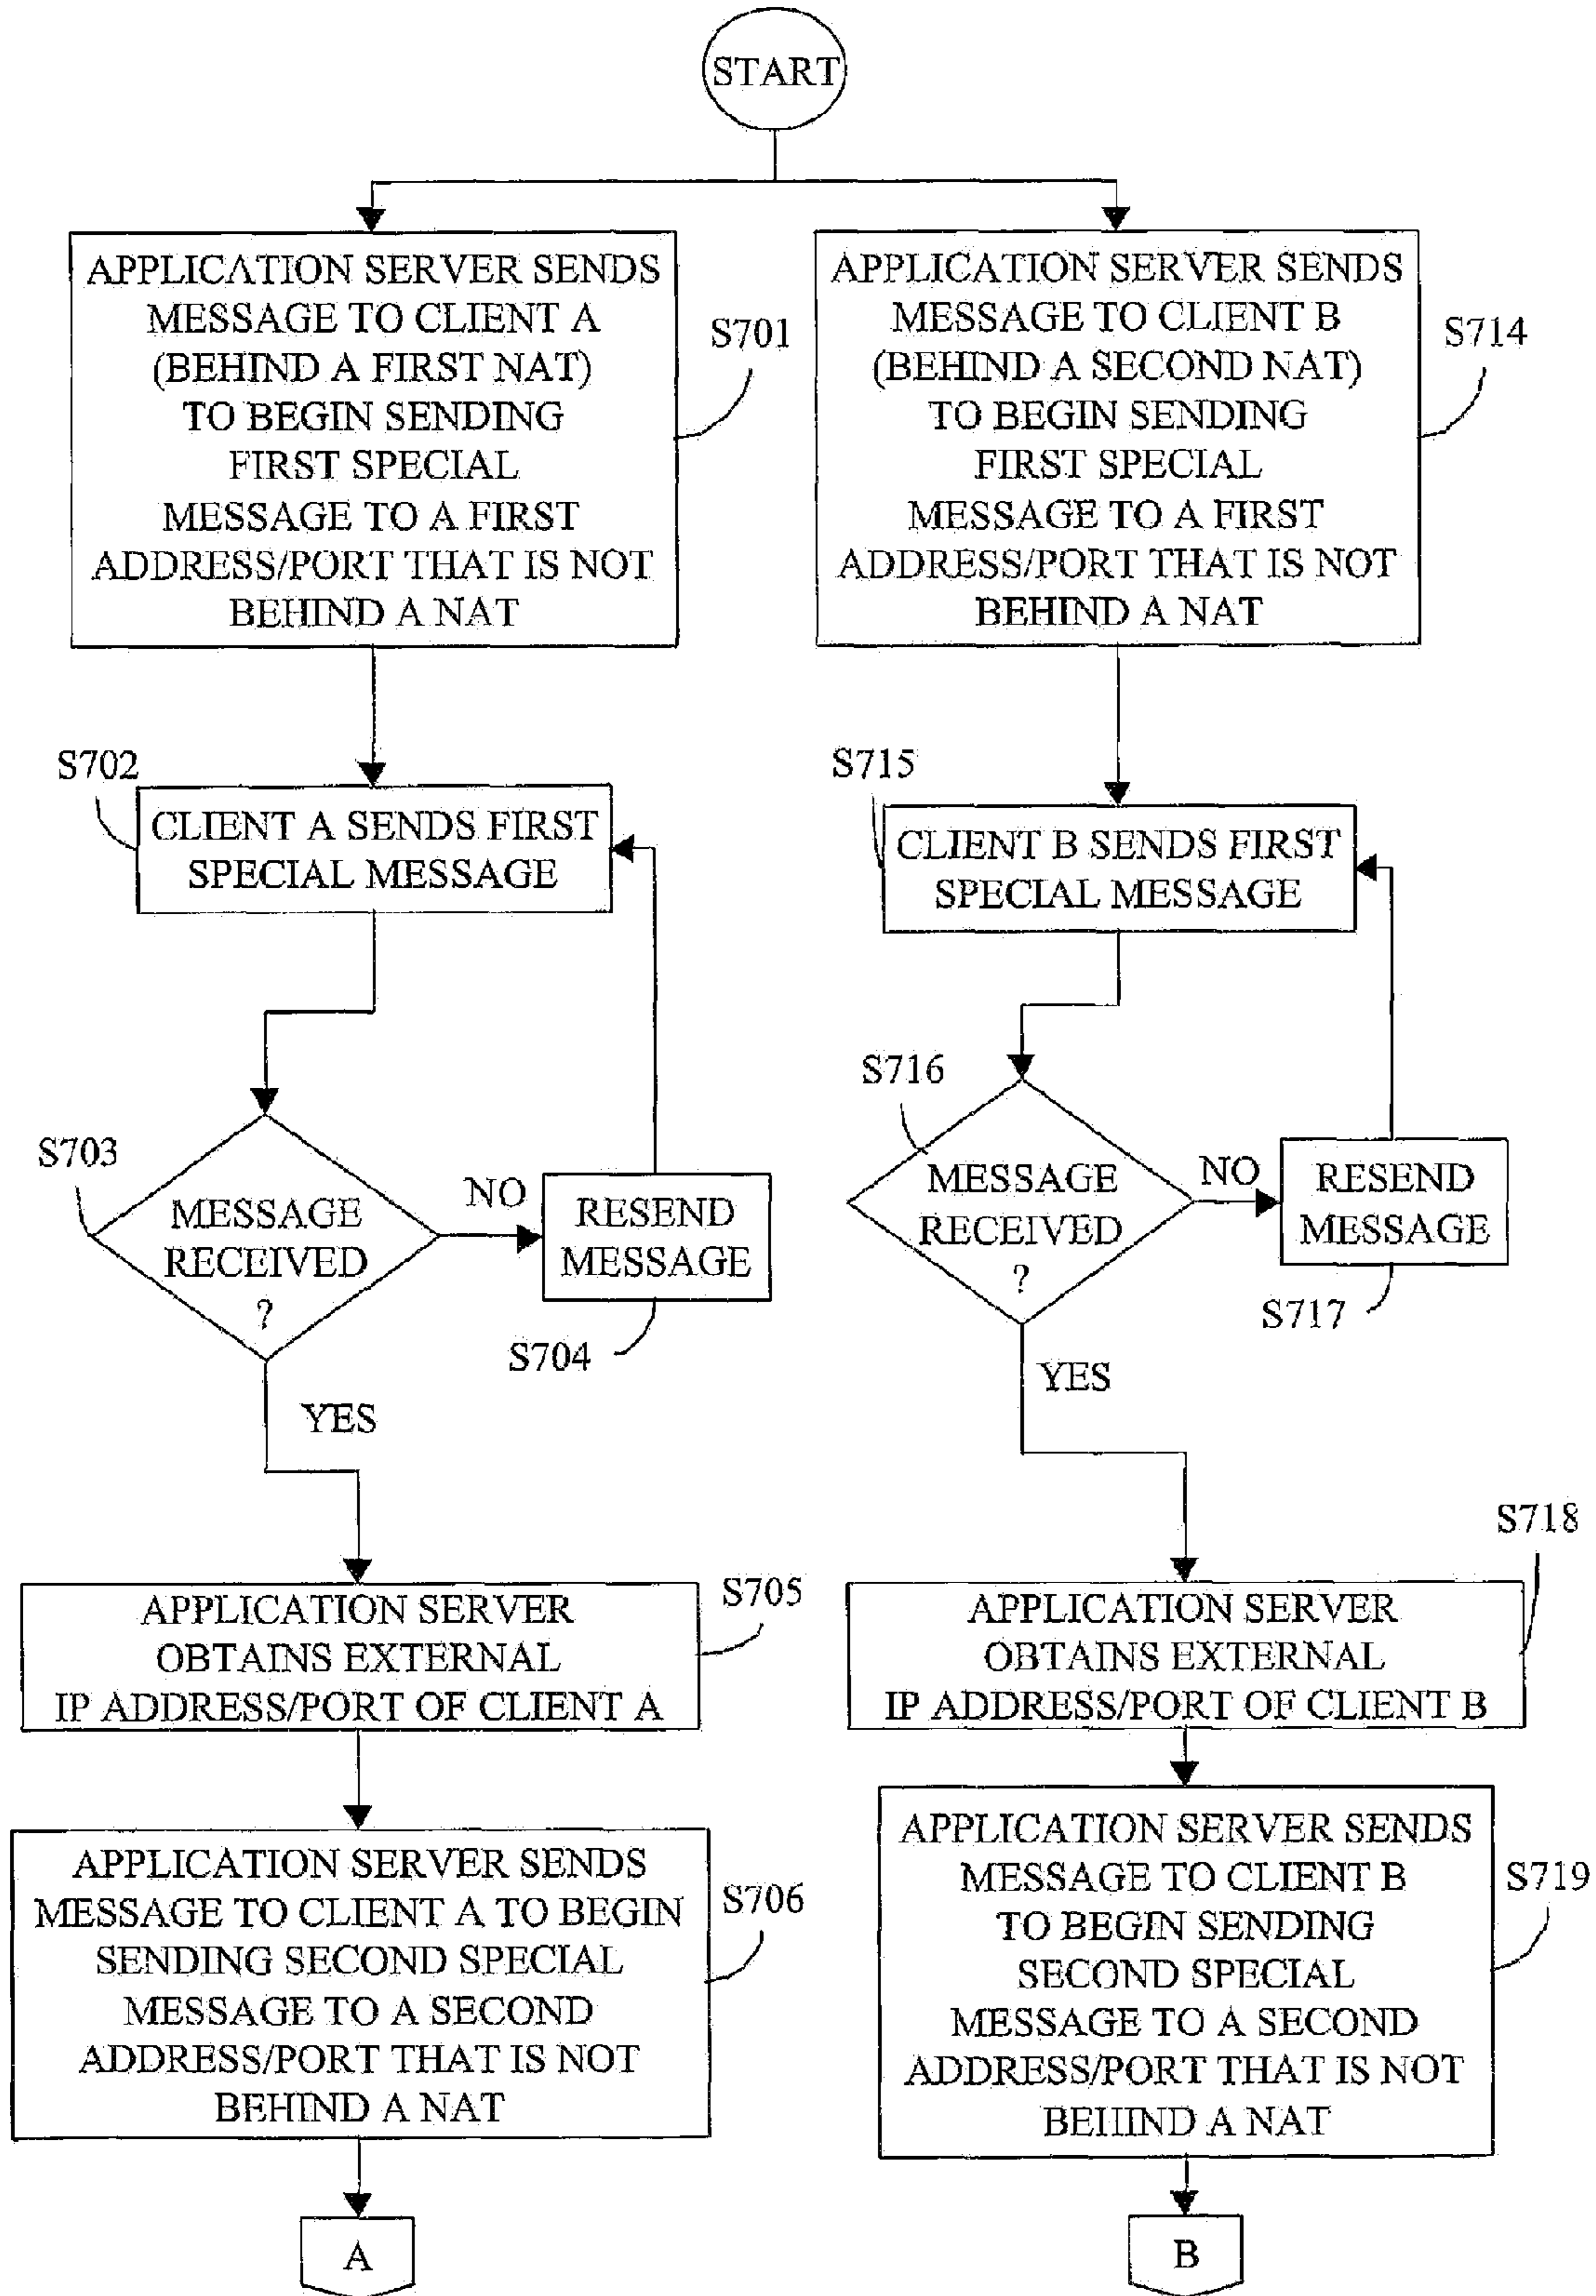 START
APPLICATION SERVER SENDS
MESSAGE TO CLIENT A
(BEHIND A FIRST NAT)
TO BEGIN SENDING
FIRST SPECIAL
MESSAGE TO A FIRST
ADDRESS/PORT THAT IS NOT
BEHIND A NAT
S701
APPLICATION SERVER SENDS
MESSAGE TO CLIENT B
(BEHIND A SECOND NAT)
TO BEGIN SENDING
FIRST SPECIAL
MESSAGE TO A FIRST
ADDRESS/PORT THAT IS NOT
BEHIND A NAT
S714
S702
CLIENT A SENDS FIRST
SPECIAL MESSAGE
S715
CLIENT B SENDS FIRST
SPECIAL MESSAGE
S703
MESSAGE
RECEIVED
?
NO
RESEND
MESSAGE
S704
YES
S716
MESSAGE
RECEIVED
?
NO
RESEND
MESSAGE
S717
YES
APPLICATION SERVER
OBTAINS EXTERNAL
IP ADDRESS/PORT OF CLIENT A
S705
APPLICATION SERVER
OBTAINS EXTERNAL
IP ADDRESS/PORT OF CLIENT B
S718
APPLICATION SERVER SENDS
MESSAGE TO CLIENT A TO BEGIN
SENDING SECOND SPECIAL
MESSAGE TO A SECOND
ADDRESS/PORT THAT IS NOT
BEHIND A NAT
S706
APPLICATION SERVER SENDS
MESSAGE TO CLIENT B
TO BEGIN SENDING
SECOND SPECIAL
MESSAGE TO A SECOND
ADDRESS/PORT THAT IS NOT
BEHIND A NAT
S719
A
B